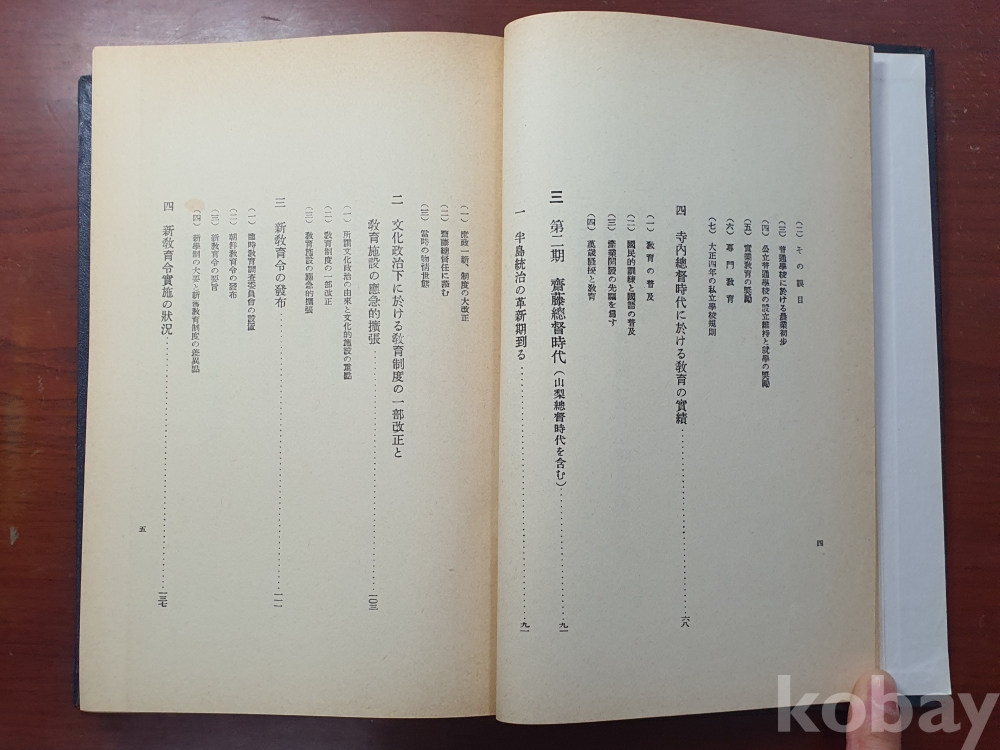 (二) その課目
(三) 普通學校に於ける農業初步
(四) 公立普通學校の設立維持と就學の奬勵
(五) 實業教育の奬勵
(六) 專門教育
(七) 大正四年の私立學校規則
四 寺內總督時代に於ける教育の實績……六八
(一) 教育の普及
(二) 國民的訓練と國語の普及
(三) 產業開發の先驅を爲す
(四) 萬歲騷擾と教育
三 第二期 齋藤總督時代(山梨總督時代を含む)……九一
一 半島統治の革新期到る……九一
四
(一) 庶政一新、制度の大改正
(二) 齋藤總督任に蒞む
(三) 當時の物情世態
二 文化政治下に於ける教育制度の一部改正と
教育施設の應急的擴張……一〇三
(一) 所謂文化政治の由來と文化的施設の重點
(二) 教育制度の一部改正
(三) 教育施設の應急的擴張
三 新教育令の發布……一一一
(一) 臨時教育調查委員會の設置
(二) 朝鮮教育令の發布
(三) 新教育令の要旨
(四) 新學制の大要と新舊教育制度の差異點
四 新教育令實施の狀況……一三七
五
kobay